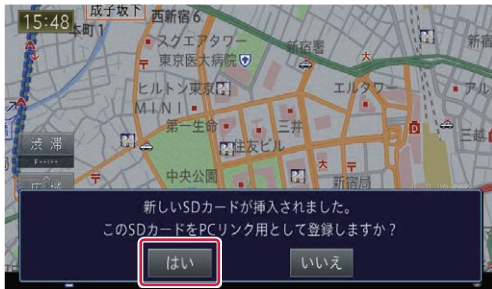 15:48
成子坂下
本町1
西新宿6
スクエアタワー
東京医大病院
新宿署
新宿
ヒルトン東京
エルタワー
アル
MINI
第一生命
三井
住友ビル
三越
渋滞
中央公園
新宿局
広域
新しいSDカードが挿入されました。
このSDカードをPCリンク用として登録しますか？
はい
いいえ